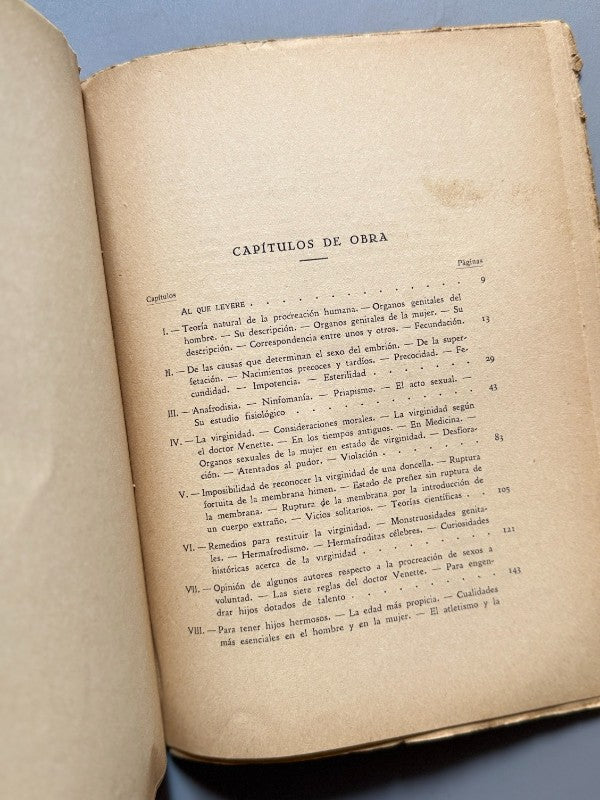 CAPÍTULOS DE OBRA
Capítulos
Páginas
AL QUE LEYERE . . . . . . . . . . . . 9
I. — Teoría natural de la procreación humana. — Organos genitales del
hombre. — Su descripción. — Organos genitales de la mujer. — Su
descripción. — Correspondencia entre unos y otros. — Fecundación. 13
II. — De las causas que determinan el sexo del embrión. — De la super-
fetación. — Nacimientos precoces y tardíos. — Precocidad. — Fe-
cundidad. — Impotencia. — Esterilidad . . . . . . . 29
III. — Anafrodisia. — Ninfomanía. — Priapismo. — El acto sexual. —
Su estudio fisiológico . . . . . . . . . . . 43
IV. — La virginidad. — Consideraciones morales. — La virginidad según
el doctor Venette. — En los tiempos antiguos. — En Medicina. —
Organos sexuales de la mujer en estado de virginidad. — Desflora-
ción. — Atentados al pudor. — Violación . . . . . . . 83
V. — Imposibilidad de reconocer la virginidad de una doncella. — Ruptura
fortuita de la membrana himen. — Estado de preñez sin ruptura de
la membrana. — Ruptura de la membrana por la introducción de
un cuerpo extraño. — Vicios solitarios. — Teorías científicas . . 105
VI. — Remedios para restituir la virginidad. — Monstruosidades genita-
les. — Hermafrodismo. — Hermafroditas célebres. — Curiosidades
históricas acerca de la virginidad . . . . . . . . 121
VII. — Opinión de algunos autores respecto a la procreación de sexos a
voluntad. — Las siete reglas del doctor Venette. — Para engen-
drar hijos dotados de talento . . . . . . . . . 143
VIII. — Para tener hijos hermosos. — La edad más propicia. — Cualidades
más esenciales en el hombre y en la mujer. — El atletismo y la